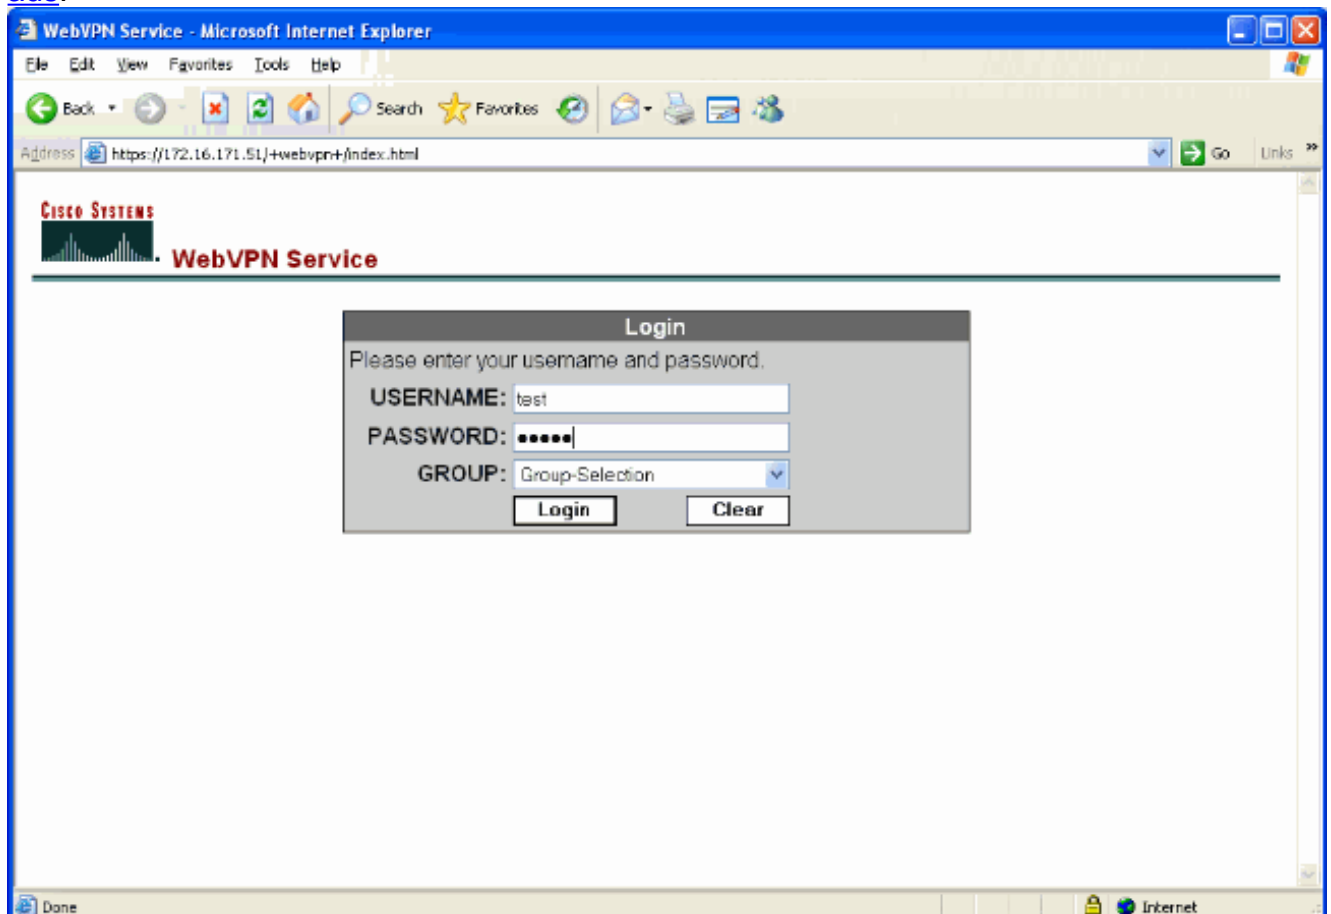 WebVPN Service - Microsoft Internet Explorer
File Edit View Favorites Tools Help
Back Search Favorites
Address https://172.16.171.51/+webvpn+/index.html Go Links »
CISCO SYSTEMS
WebVPN Service
Login
Please enter your username and password.
USERNAME: test
PASSWORD: •••••
GROUP: Group-Selection
Login Clear
Done Internet